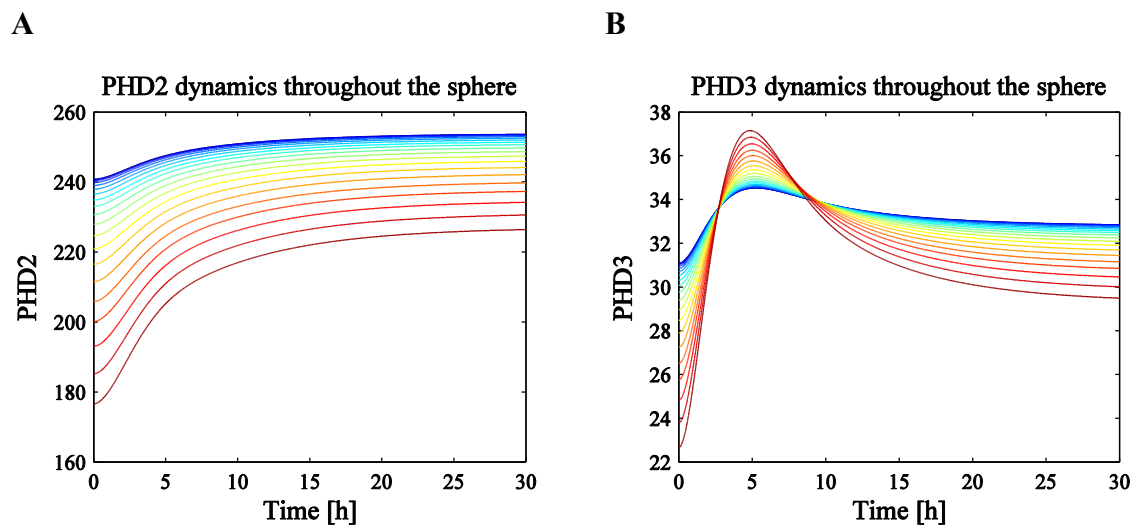 A
B
PHD2 dynamics throughout the sphere
PHD3 dynamics throughout the sphere
260
240
220
200
180
160
PHD2
0 5 10 15 20 25 30
Time [h]
38
36
34
32
30
28
26
24
22
PHD3
0 5 10 15 20 25 30
Time [h]